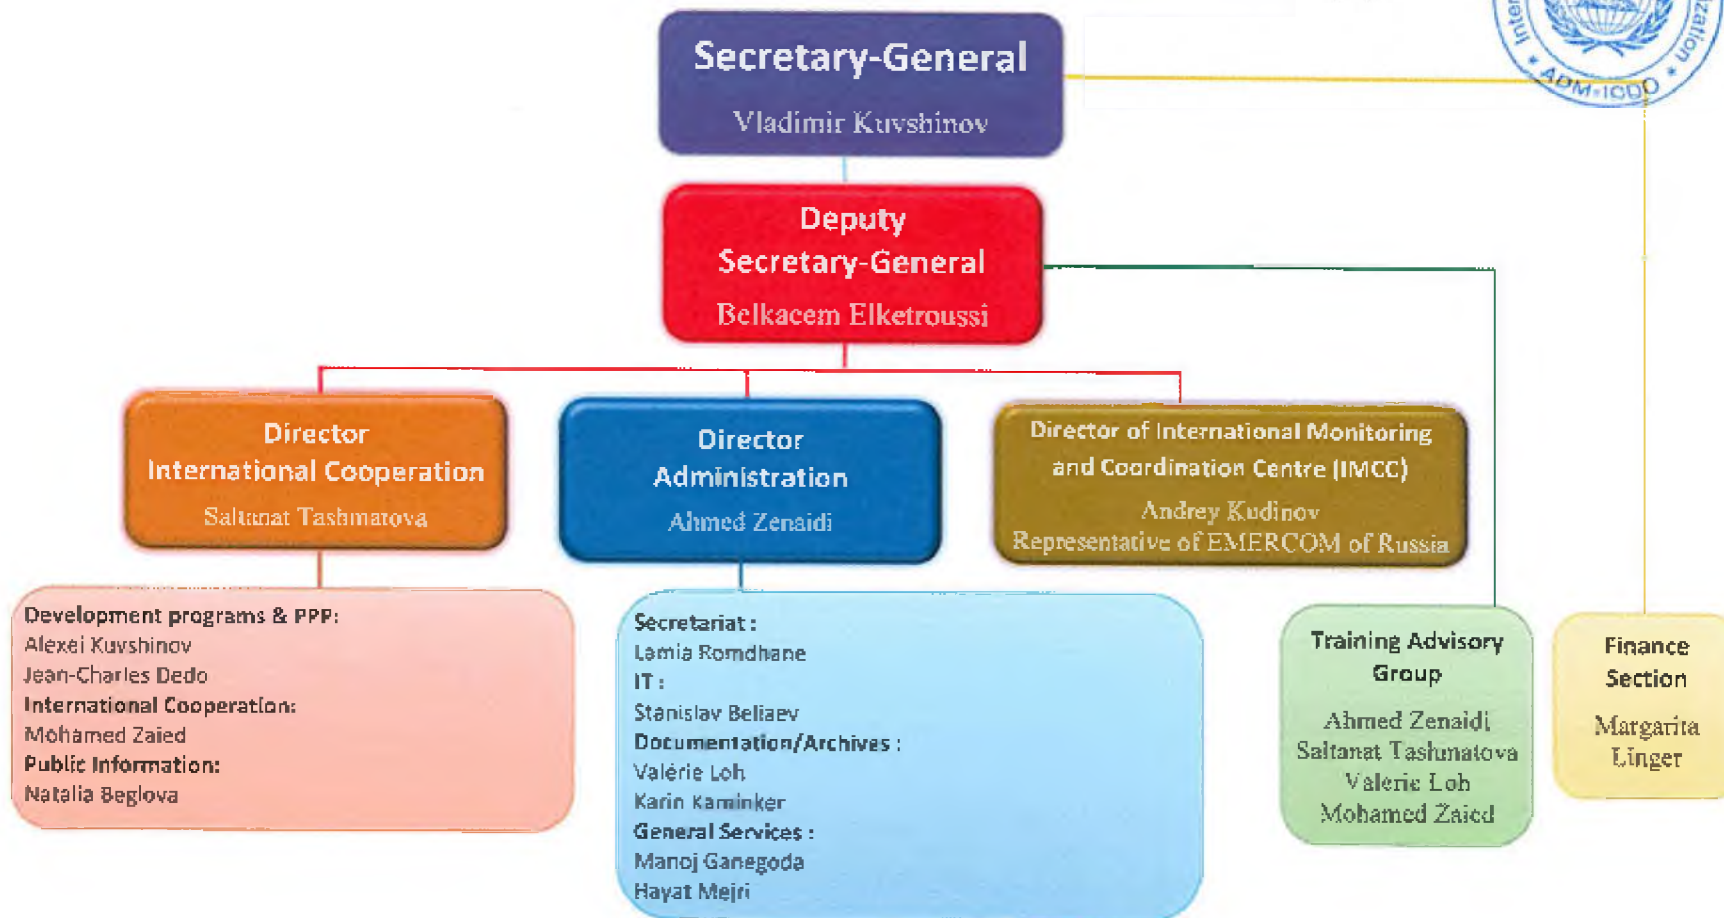 Inter
ization
* ADM-ICDO *
Secretary-General
Vladimir Kuvshinov
Deputy
Secretary-General
Belkacem Elketroussi
Director
International Cooperation
Saltanat Tashmatova
Director
Administration
Ahmed Zenaidi
Director of International Monitoring
and Coordination Centre (IMCC)
Andrey Kudinov
Representative of EMERCOM of Russia
Development programs & PPP:
Alexei Kuvshinov
Jean-Charles Dedo
International Cooperation:
Mohamed Zaied
Public Information:
Natalia Beglova
Secretariat :
Lamia Romdhane
IT :
Stanislav Beliaev
Documentation/Archives :
Valérie Loh
Karin Kaminker
General Services :
Manoj Ganegoda
Hayat Mejri
Training Advisory
Group
Ahmed Zenaidi
Saltanat Tashmatova
Valerie Loh
Mohamed Zaied
Finance
Section
Margarita
Linger